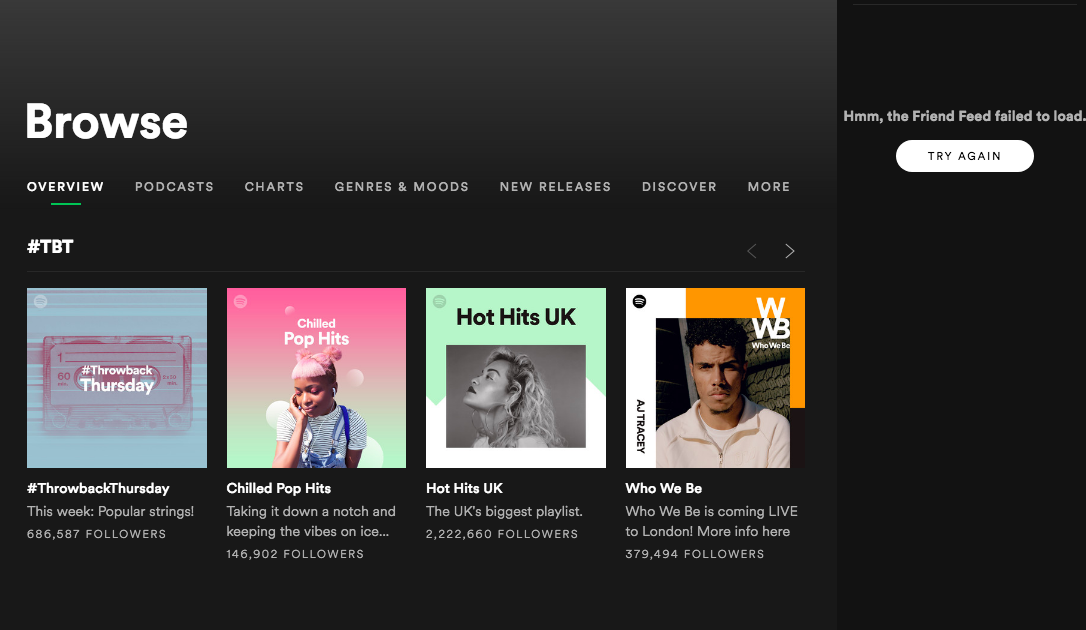 Browse
OVERVIEW PODCASTS CHARTS GENRES & MOODS NEW RELEASES DISCOVER MORE
#TBT
1
60
min.
#Throwback
Thursday
Chilled
Pop Hits
Hot Hits UK
W
WB
Who We Be
AJ TRACEY
#ThrowbackThursday
This week: Popular strings!
686,587 FOLLOWERS
Chilled Pop Hits
Taking it down a notch and
keeping the vibes on ice...
146,902 FOLLOWERS
Hot Hits UK
The UK's biggest playlist.
2,222,660 FOLLOWERS
Who We Be
Who We Be is coming LIVE
to London! More info here
379,494 FOLLOWERS
Hmm, the Friend Feed failed to load.
TRY AGAIN